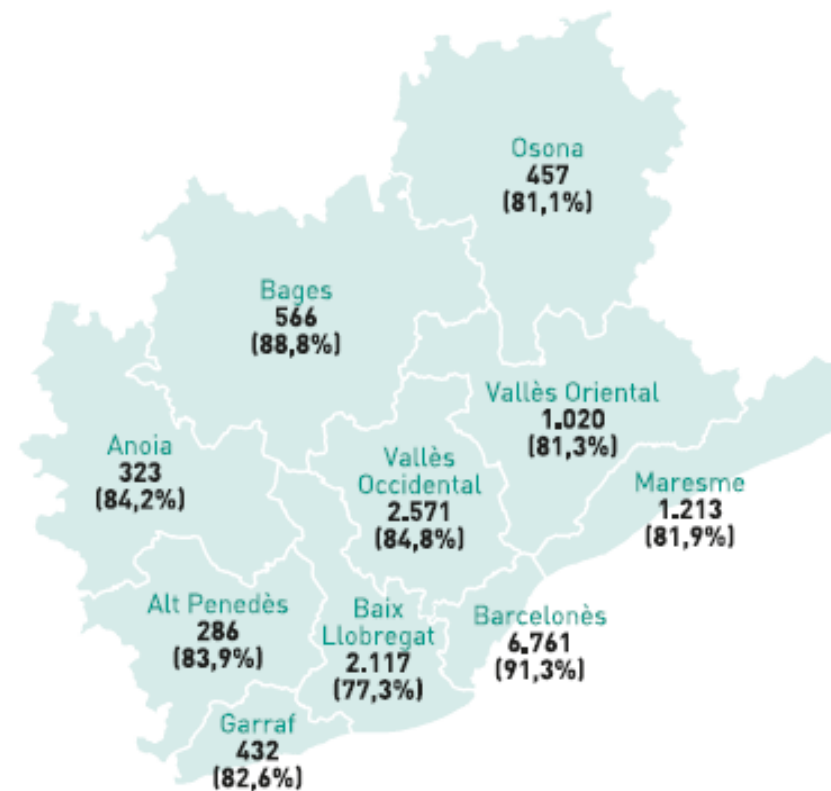 Osona
457
(81,1%)
Bages
566
(88,8%)
Vallès Oriental
1.020
(81,3%)
Anoia
323
(84,2%)
Vallès
Occidental
2.571
(84,8%)
Maresme
1.213
(81,9%)
Alt Penedès
286
(83,9%)
Baix
Llobregat
2.117
(77,3%)
Barcelonès
6.761
(91,3%)
Garraf
432
(82,6%)